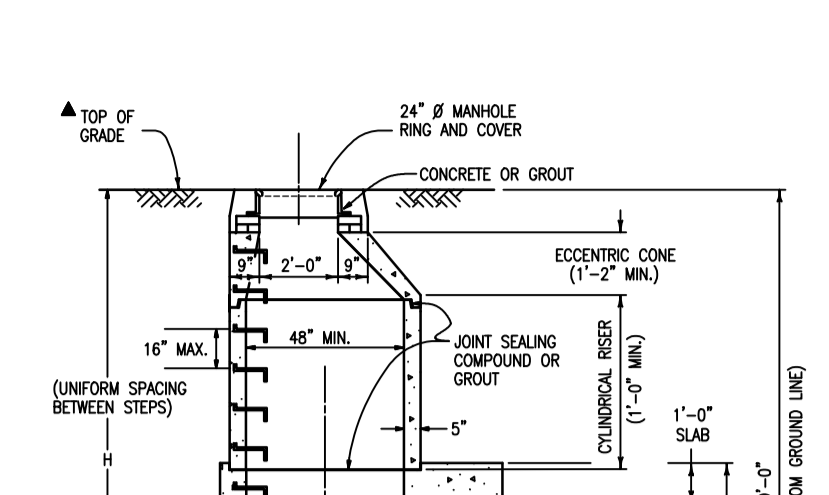 TOP OF
GRADE
24" Ø MANHOLE
RING AND COVER
CONCRETE OR GROUT
ECCENTRIC CONE
(1'-2" MIN.)
9"
2'-0"
9"
48" MIN.
16" MAX.
JOINT SEALING
COMPOUND OR
GROUT
(UNIFORM SPACING
BETWEEN STEPS)
CYLINDRICAL RISER
(1'-0" MIN.)
5"
1'-0"
SLAB
H
'-0"
OM GROUND LINE)